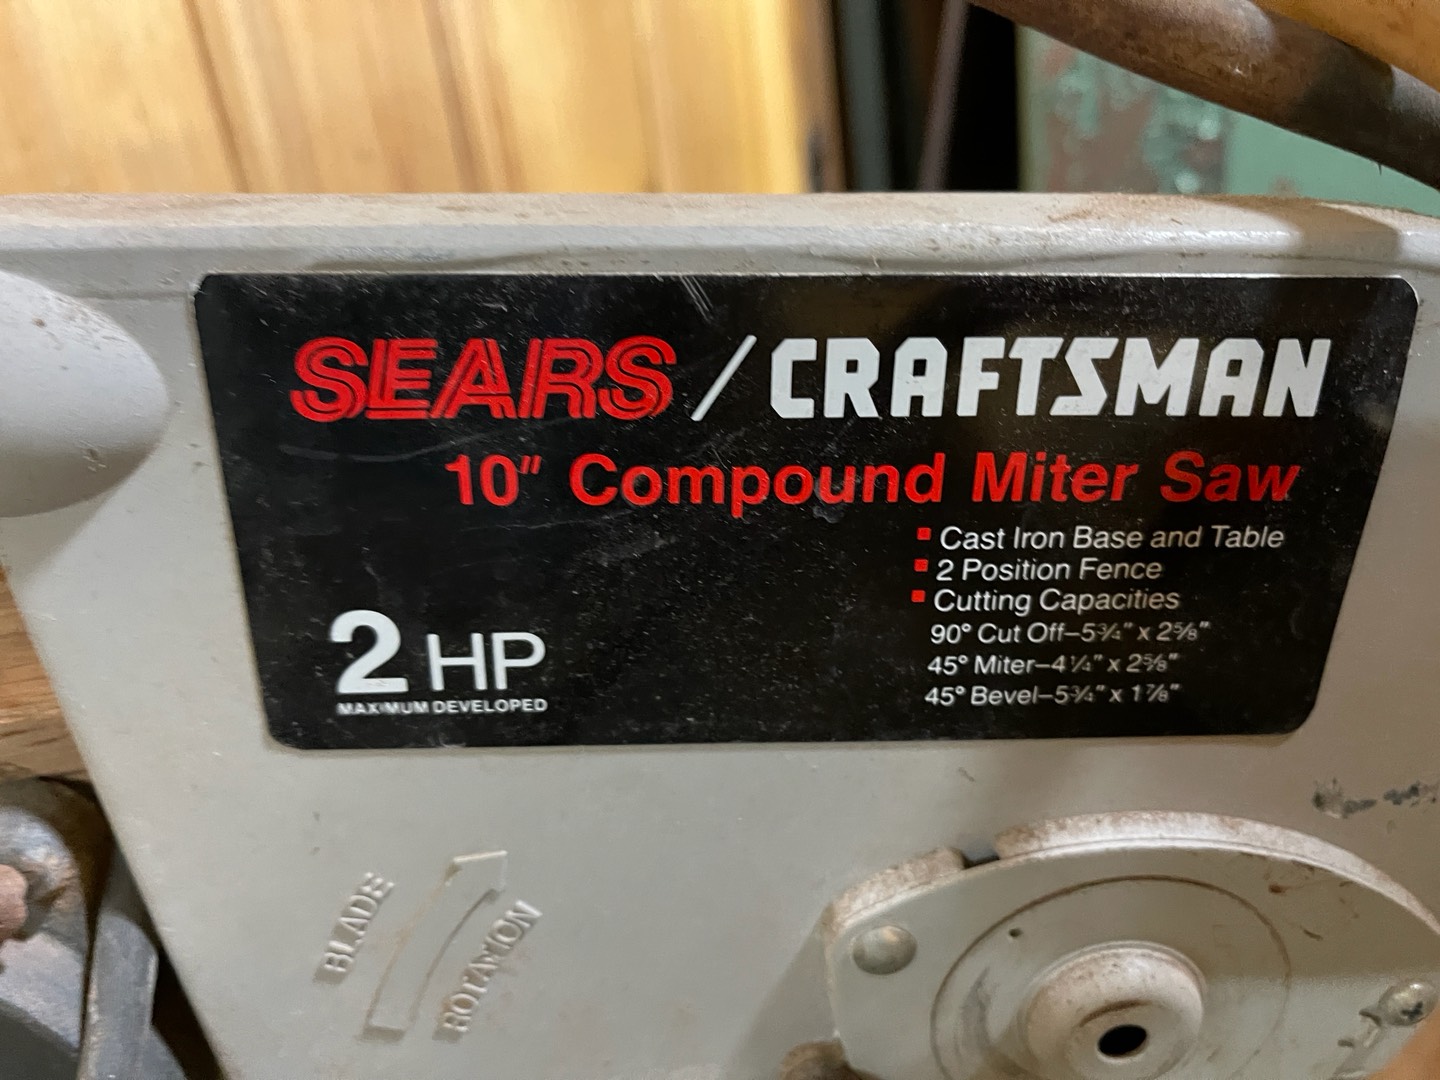 SEARS / CRAFTSMAN
10" Compound Miter Saw
Cast Iron Base and Table
2 Position Fence
Cutting Capacities
90° Cut Off–5¾" x 2⅝"
45° Miter–4¼" x 2⅝"
45° Bevel–5¾" x 1⅞"
2 HP
MAXIMUM DEVELOPED
BLADE
ROTATION